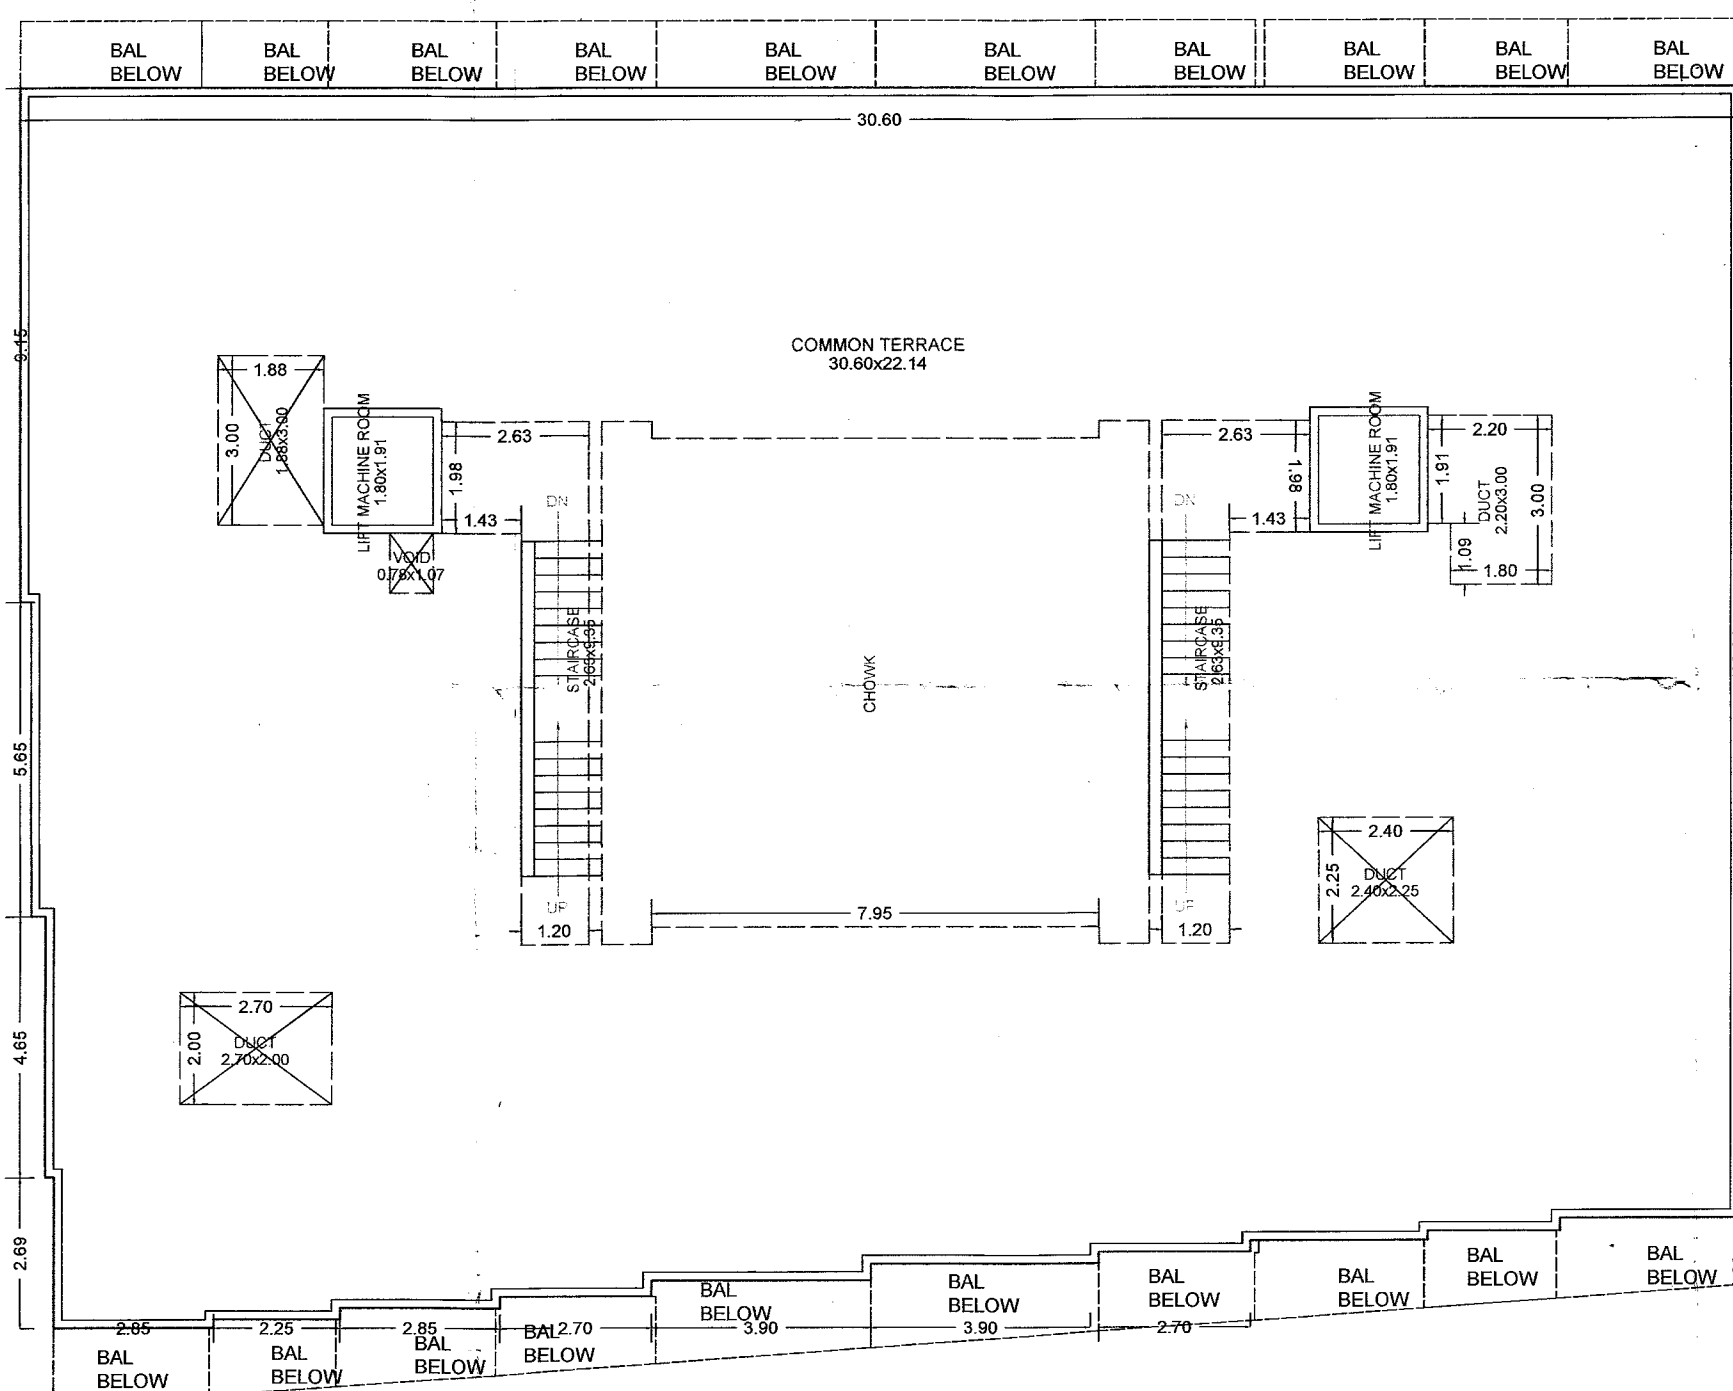 BAL
BELOW
BAL
BELOW
BAL
BELOW
BAL
BELOW
BAL
BELOW
BAL
BELOW
BAL
BELOW
BAL
BELOW
BAL
BELOW
BAL
BELOW
30.60
9.15
COMMON TERRACE
30.60x22.14
1.88
3.00
DUCT
1.88x3.00
LIFT MACHINE ROOM
1.80x1.91
2.63
1.98
1.43
DN
VOID
0.78x1.07
STAIRCASE
CHOWK
2.63
1.98
1.43
DN
LIFT MACHINE ROOM
1.80x1.91
2.20
1.91
DUCT
2.20x3.00
3.00
1.09
1.80
STAIRCASE
2.63x9.35
5.65
2.40
2.25
DUCT
2.40x2.25
UP
1.20
7.95
UP
1.20
2.70
2.00
DUCT
2.70x2.00
4.65
2.69
BAL
BELOW
BAL
BELOW
BAL
BELOW
BAL
BELOW
BAL
BELOW
BAL
BELOW
2.85
2.25
2.85
2.70
3.90
3.90
2.70
BAL
BELOW
BAL
BELOW
BAL
BELOW
BAL
BELOW